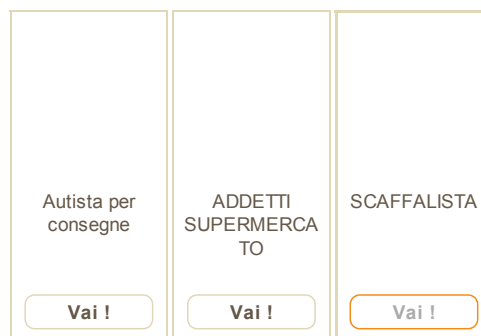 Autista per
consegne
Vai !
ADDETTI
SUPERMERCA
TO
Vai !
SCAFFALISTA
Vai !